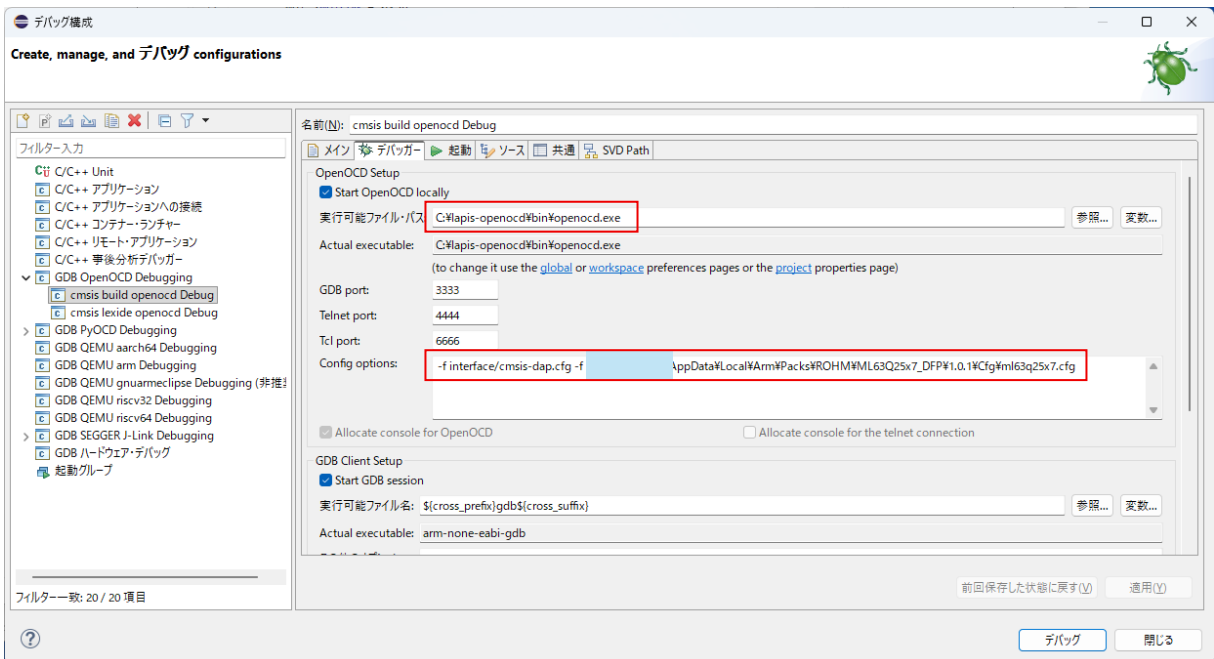 デバッグ構成
Create, manage, and デバッグ configurations
フィルター入力
C/C++ Unit
C/C++ アプリケーション
C/C++ アプリケーションへの接続
C/C++ コンテナー・ランチャー
C/C++ リモート・アプリケーション
C/C++ 事後分析デバッガー
GDB OpenOCD Debugging
cmsis build openocd Debug
cmsis lexide openocd Debug
GDB PyOCD Debugging
GDB QEMU aarch64 Debugging
GDB QEMU arm Debugging
GDB QEMU gnuarmeclipse Debugging (非推
GDB QEMU riscv32 Debugging
GDB QEMU riscv64 Debugging
GDB SEGGER J-Link Debugging
GDB ハードウェア・デバッグ
起動グループ
フィルター一致: 20 / 20 項目
名前(N): cmsis build openocd Debug
メイン デバッガー 起動 ソース 共通 SVD Path
OpenOCD Setup
Start OpenOCD locally
実行可能ファイル・パス C:¥lapis-openocd¥bin¥openocd.exe 参照... 変数...
Actual executable: C:¥lapis-openocd¥bin¥openocd.exe
(to change it use the global or workspace preferences pages or the project properties page)
GDB port: 3333
Telnet port: 4444
Tcl port: 6666
Config options: -f interface/cmsis-dap.cfg -f AppData¥Local¥Arm¥Packs¥ROHM¥ML63Q25x7_DFP¥1.0.1¥Cfg¥ml63q25x7.cfg
Allocate console for OpenOCD Allocate console for the telnet connection
GDB Client Setup
Start GDB session
実行可能ファイル名: ${cross_prefix}gdb${cross_suffix} 参照... 変数...
Actual executable: arm-none-eabi-gdb
前回保存した状態に戻す(V) 適用(Y)
デバッグ 閉じる